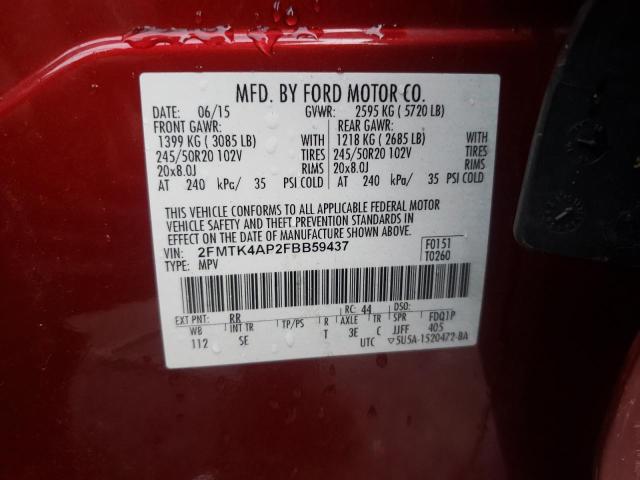 MFD. BY FORD MOTOR CO.
DATE: 06/15 GVWR: 2595 KG ( 5720 LB)
FRONT GAWR: REAR GAWR:
1399 KG ( 3085 LB) WITH 1218 KG ( 2685 LB) WITH
245/50R20 102V TIRES 245/50R20 102V TIRES
20x8.0J RIMS 20x8.0J RIMS
AT 240 kPa/ 35 PSI COLD AT 240 kPa/ 35 PSI COLD
THIS VEHICLE CONFORMS TO ALL APPLICABLE FEDERAL MOTOR
VEHICLE SAFETY AND THEFT PREVENTION STANDARDS IN
EFFECT ON THE DATE OF MANUFACTURE SHOWN ABOVE.
VIN: 2FMTK4AP2FBB59437 F0151
TYPE: MPV T0260
EXT PNT: RR RC: 44 DSO:
WB INT TR TP/PS R AXLE TR SPR FDQ1P
112 SE T 3E C JJFF 405
UTC ▽5U5A-1520472-BA